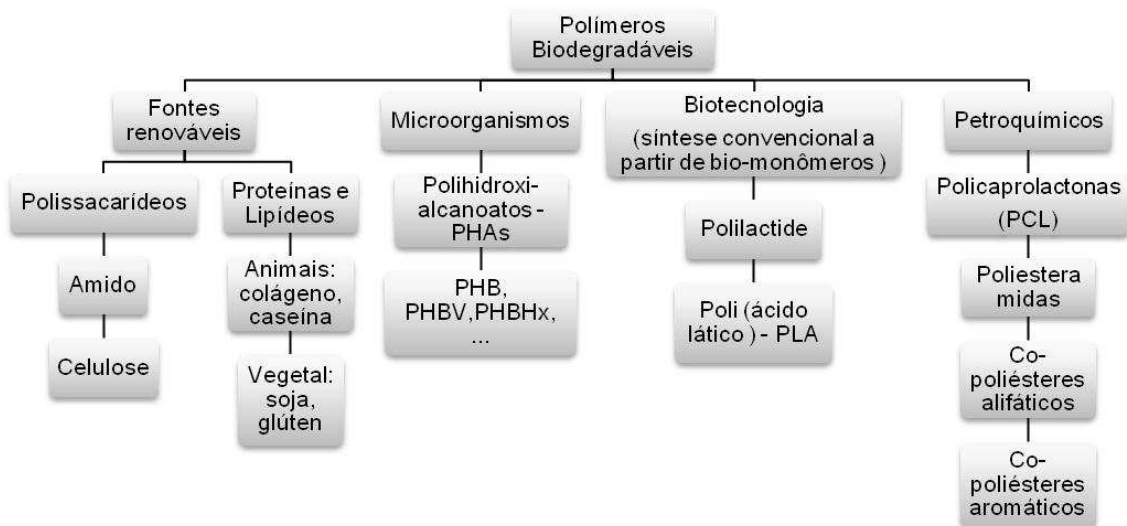 Polímeros
Biodegradáveis
Fontes
renováveis
Polissacarídeos
Amido
Celulose
Proteínas e
Lipídeos
Animais:
colágeno,
caseína
Vegetal:
soja,
glúten
Microorganismos
Polihidroxi-
alcanoatos -
PHAs
PHB,
PHBV,PHBHx,
...
Biotecnologia
(síntese convencional a
partir de bio-monômeros )
Polilactide
Poli (ácido
lático ) - PLA
Petroquímicos
Policaprolactonas
(PCL)
Poliestera
midas
Co-
poliésteres
alifáticos
Co-
poliésteres
aromáticos